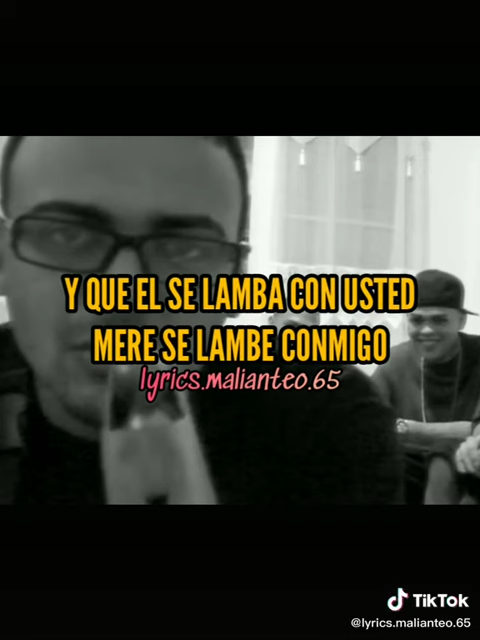 Y QUE EL SE LAMBA CON USTED
MERE SE LAMBE CONMIGO
lyrics.malianteo.65
TikTok
@lyrics.malianteo.65